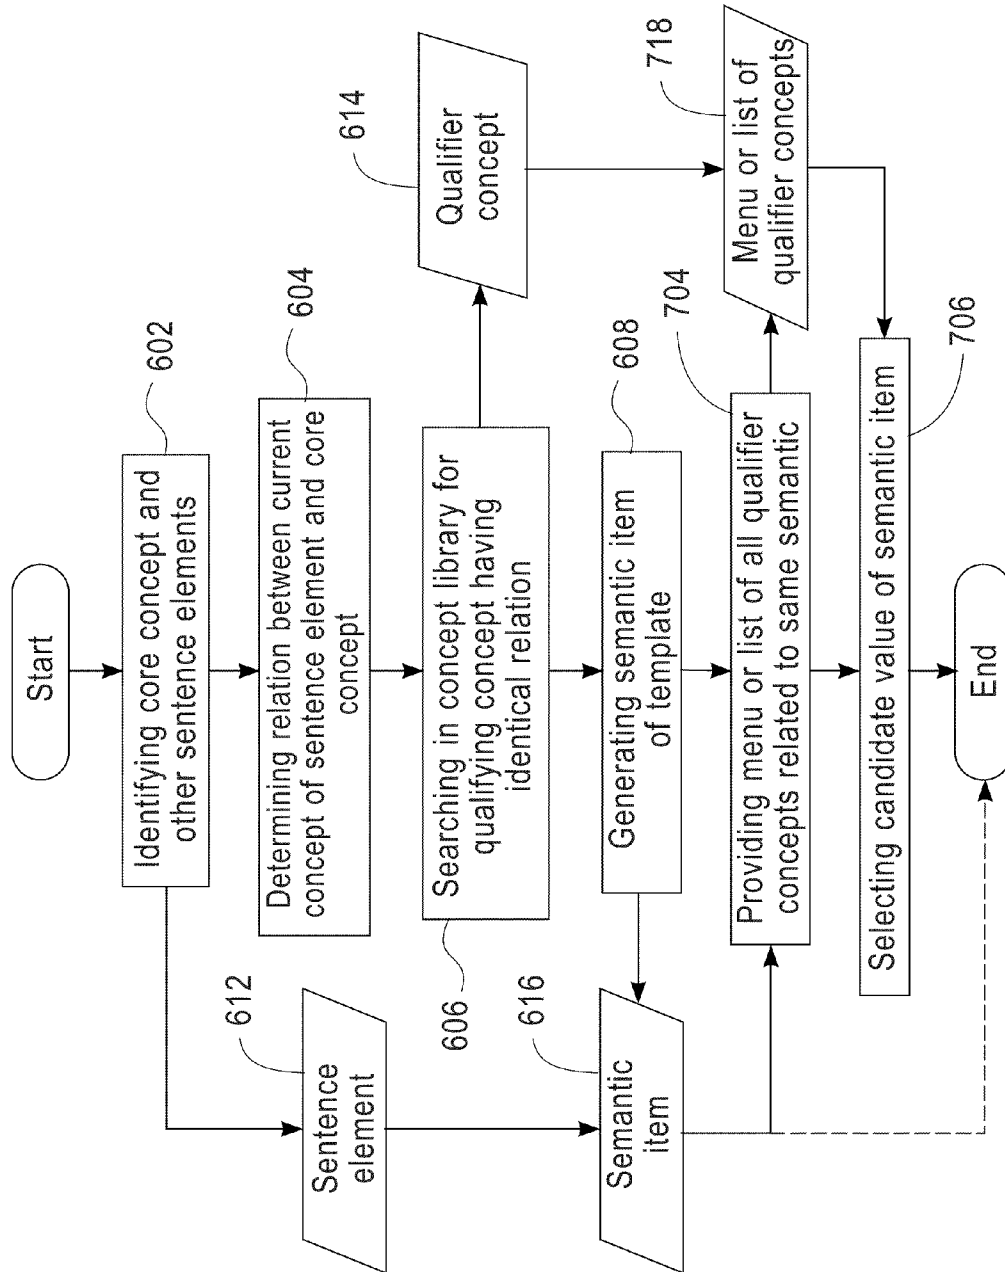 Start
602
Identifying core concept and
other sentence elements
604
Determining relation between current
concept of sentence element and core
concept
612
Sentence
element
606
Searching in concept library for
qualifying concept having
identical relation
614
Qualifier
concept
608
Generating semantic item
of template
616
Semantic
item
704
Providing menu or list of all qualifier
concepts related to same semantic
718
Menu or list of
qualifier concepts
706
Selecting candidate value of semantic item
End